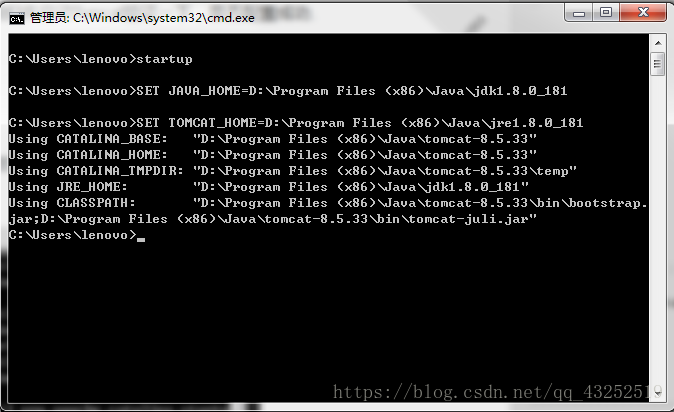 管理员: C:\Windows\system32\cmd.exe
C:\Users\lenovo>startup
C:\Users\lenovo>SET JAVA_HOME=D:\Program Files (x86)\Java\jdk1.8.0_181
C:\Users\lenovo>SET TOMCAT_HOME=D:\Program Files (x86)\Java\jre1.8.0_181
Using CATALINA_BASE:   "D:\Program Files (x86)\Java\tomcat-8.5.33"
Using CATALINA_HOME:   "D:\Program Files (x86)\Java\tomcat-8.5.33"
Using CATALINA_TMPDIR: "D:\Program Files (x86)\Java\tomcat-8.5.33\temp"
Using JRE_HOME:        "D:\Program Files (x86)\Java\jdk1.8.0_181"
Using CLASSPATH:       "D:\Program Files (x86)\Java\tomcat-8.5.33\bin\bootstrap.
jar;D:\Program Files (x86)\Java\tomcat-8.5.33\bin\tomcat-juli.jar"
C:\Users\lenovo>
https://blog.csdn.net/qq_43252519